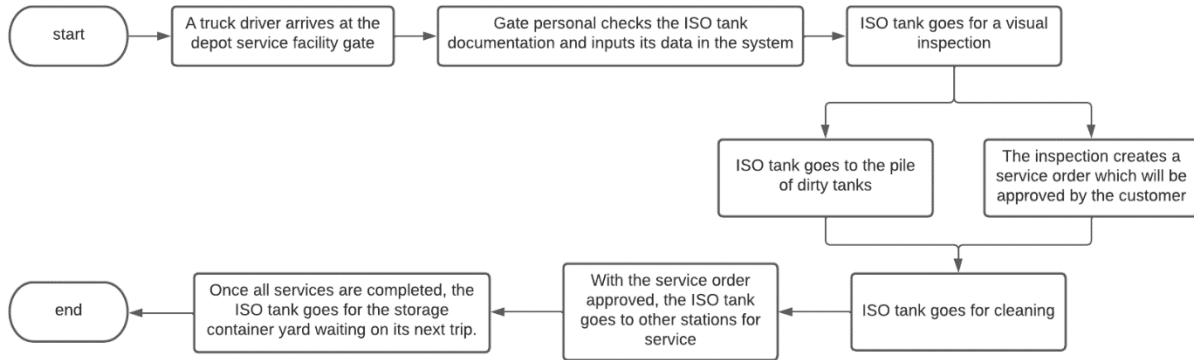 start
A truck driver arrives at the
depot service facility gate
Gate personal checks the ISO tank
documentation and inputs its data in the system
ISO tank goes for a visual
inspection
ISO tank goes to the pile
of dirty tanks
The inspection creates a
service order which will be
approved by the customer
ISO tank goes for cleaning
With the service order
approved, the ISO tank
goes to other stations for
service
Once all services are completed, the
ISO tank goes for the storage
container yard waiting on its next trip.
end